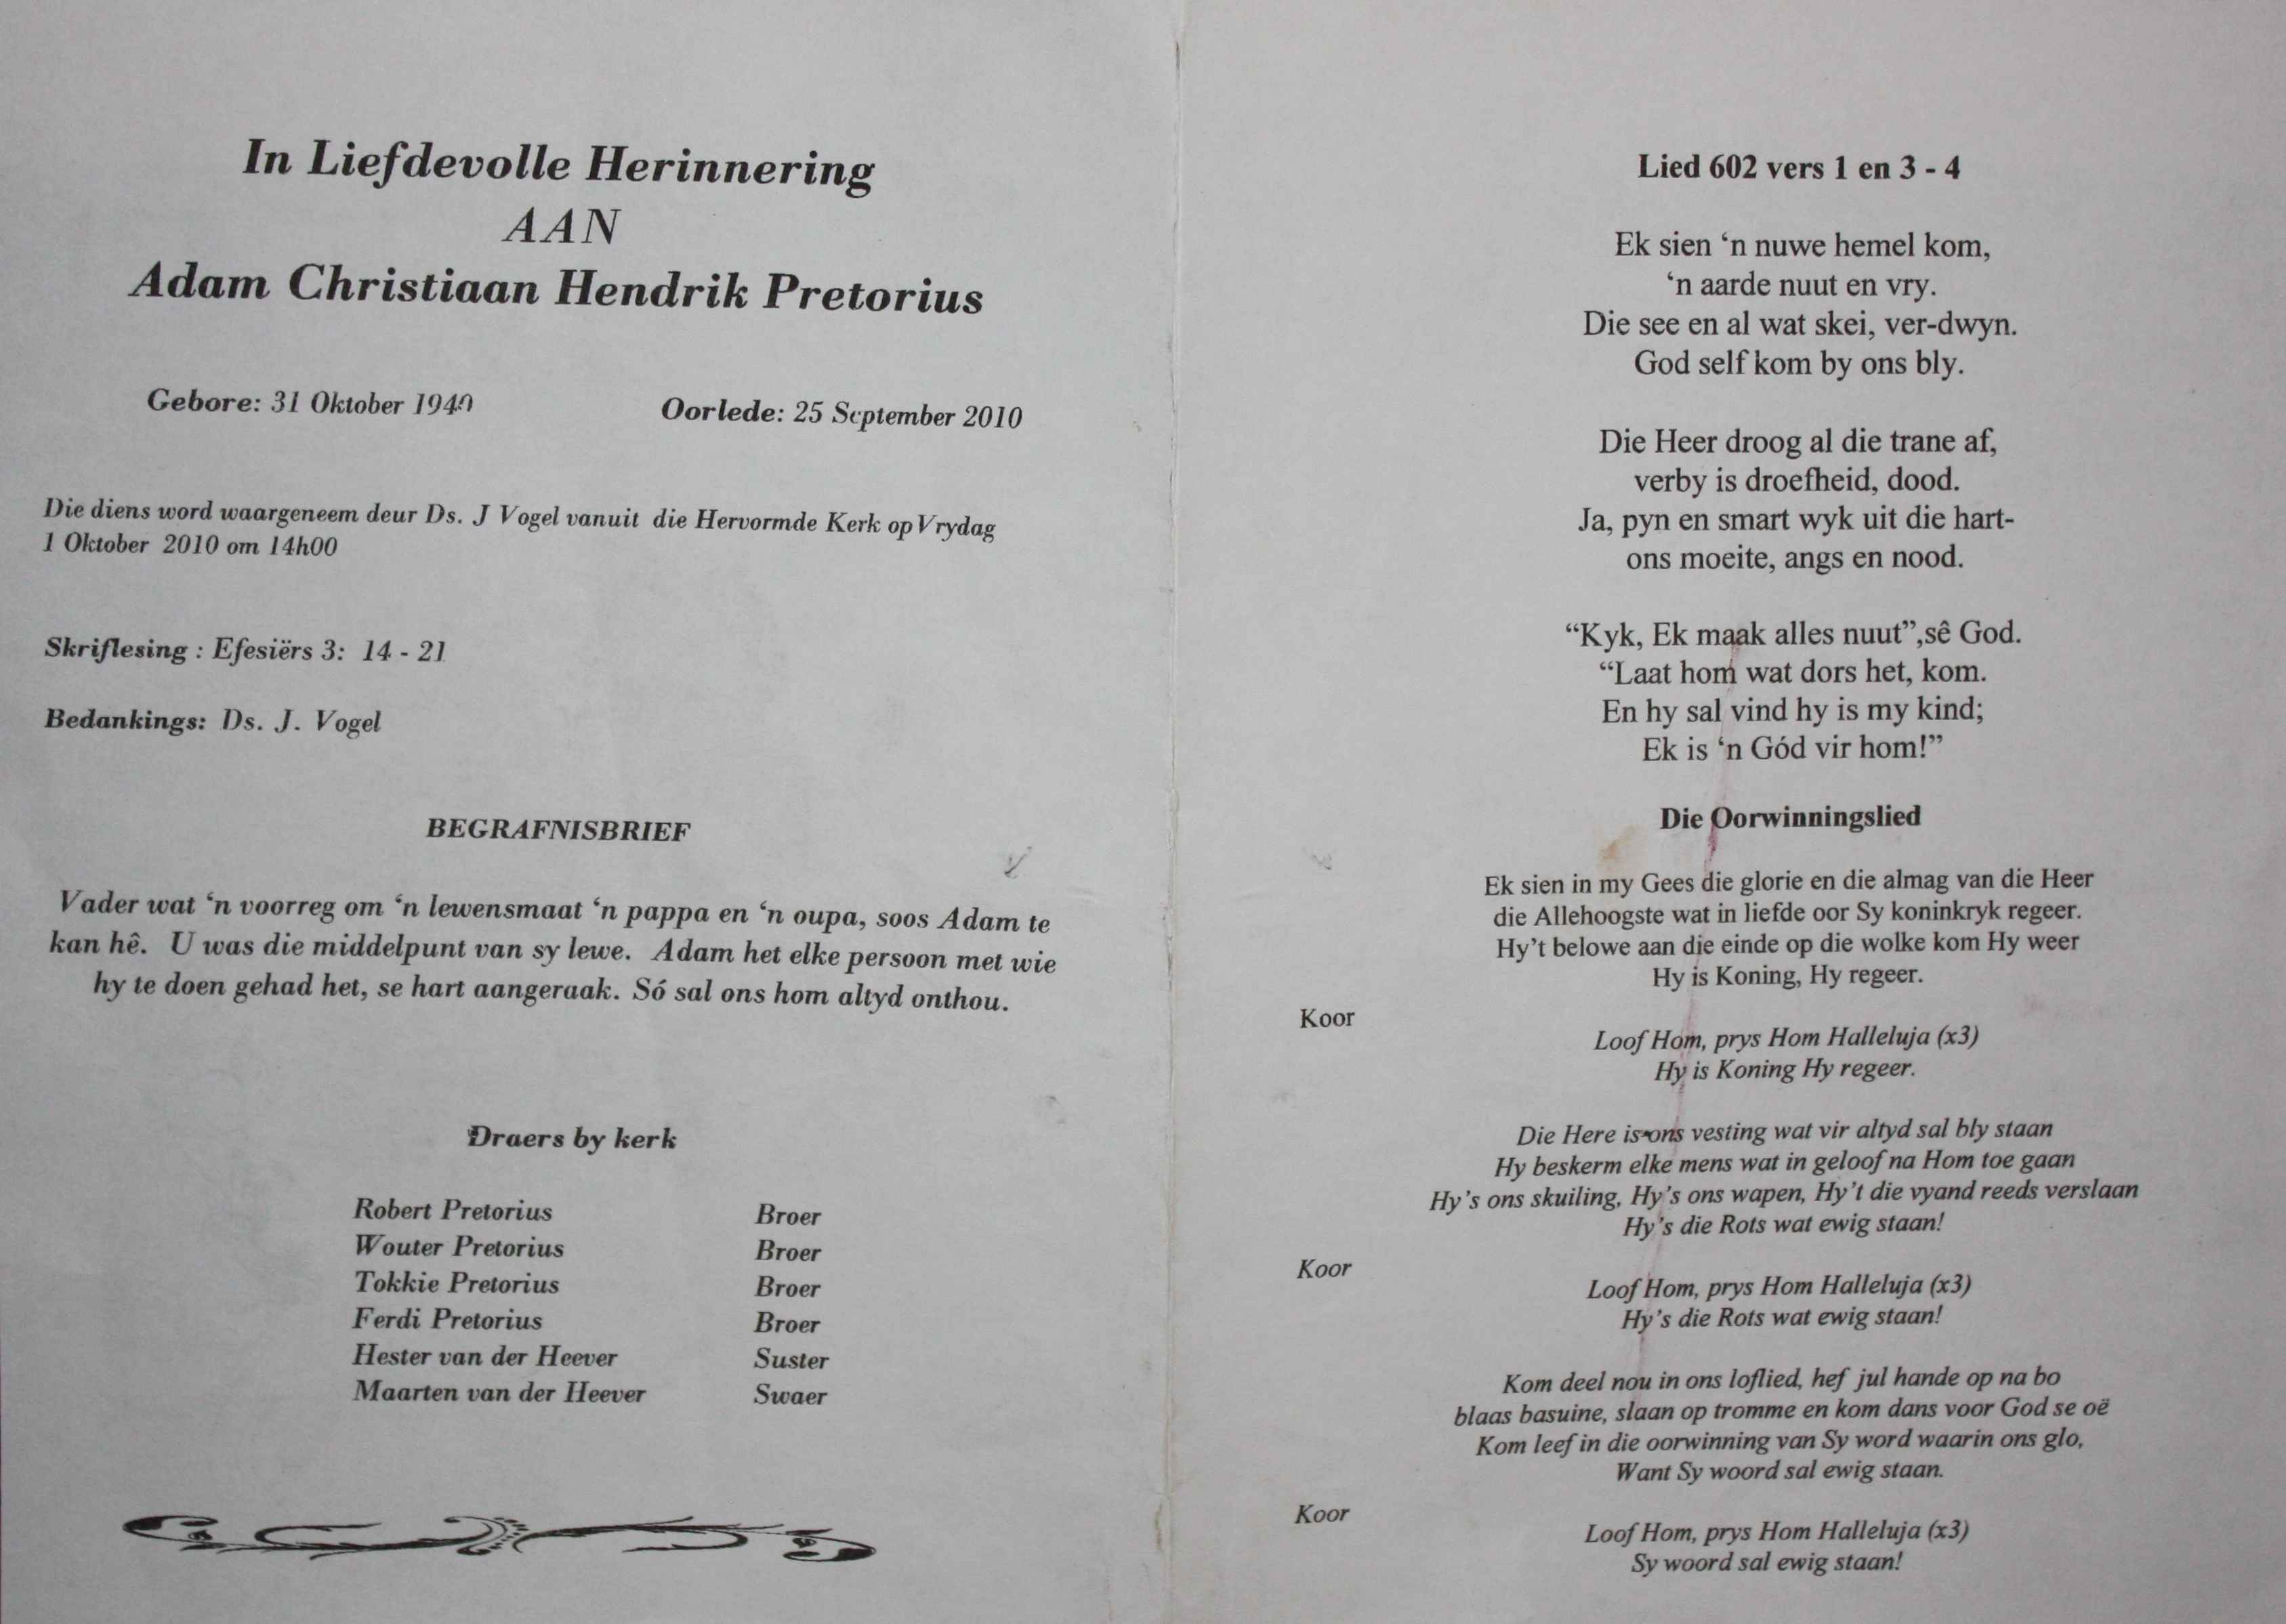 In Liefdevolle Herinnering
AAN
Adam Christiaan Hendrik Pretorius
Gebore: 31 Oktober 1940 Oorlede: 25 September 2010
Die diens word waargeneem deur Ds. J Vogel vanuit die Hervormde Kerk op Vrydag
1 Oktober 2010 om 14h00
Skriflesing : Efesiërs 3: 14 - 21
Bedankings: Ds. J. Vogel
BEGRAFNISBRIEF
Vader wat ‘n voorreg om ‘n lewensmaat ‘n pappa en ‘n oupa, soos Adam te
kan hê. U was die middelpunt van sy lewe. Adam het elke persoon met wie
hy te doen gehad het, se hart aangeraak. Só sal ons hom altyd onthou.
Draers by kerk
Robert Pretorius Broer
Wouter Pretorius Broer
Tokkie Pretorius Broer
Ferdi Pretorius Broer
Hester van der Heever Suster
Maarten van der Heever Swaer
Lied 602 vers 1 en 3 - 4
Ek sien ‘n nuwe hemel kom,
‘n aarde nuut en vry.
Die see en al wat skei, ver-dwyn.
God self kom by ons bly.
Die Heer droog al die trane af,
verby is droefheid, dood.
Ja, pyn en smart wyk uit die hart-
ons moeite, angs en nood.
“Kyk, Ek maak alles nuut”,sê God.
“Laat hom wat dors het, kom.
En hy sal vind hy is my kind;
Ek is ‘n Gód vir hom!”
Die Oorwinningslied
Ek sien in my Gees die glorie en die almag van die Heer
die Allehoogste wat in liefde oor Sy koninkryk regeer.
Hy’t belowe aan die einde op die wolke kom Hy weer
Hy is Koning, Hy regeer.
Koor
Loof Hom, prys Hom Halleluja (x3)
Hy is Koning Hy regeer.
Die Here is ons vesting wat vir altyd sal bly staan
Hy beskerm elke mens wat in geloof na Hom toe gaan
Hy’s ons skuiling, Hy’s ons wapen, Hy’t die vyand reeds verslaan
Hy’s die Rots wat ewig staan!
Koor
Loof Hom, prys Hom Halleluja (x3)
Hy’s die Rots wat ewig staan!
Kom deel nou in ons loflied, hef jul hande op na bo
blaas basuine, slaan op tromme en kom dans voor God se oë
Kom leef in die oorwinning van Sy word waarin ons glo,
Want Sy woord sal ewig staan.
Koor
Loof Hom, prys Hom Halleluja (x3)
Sy woord sal ewig staan!